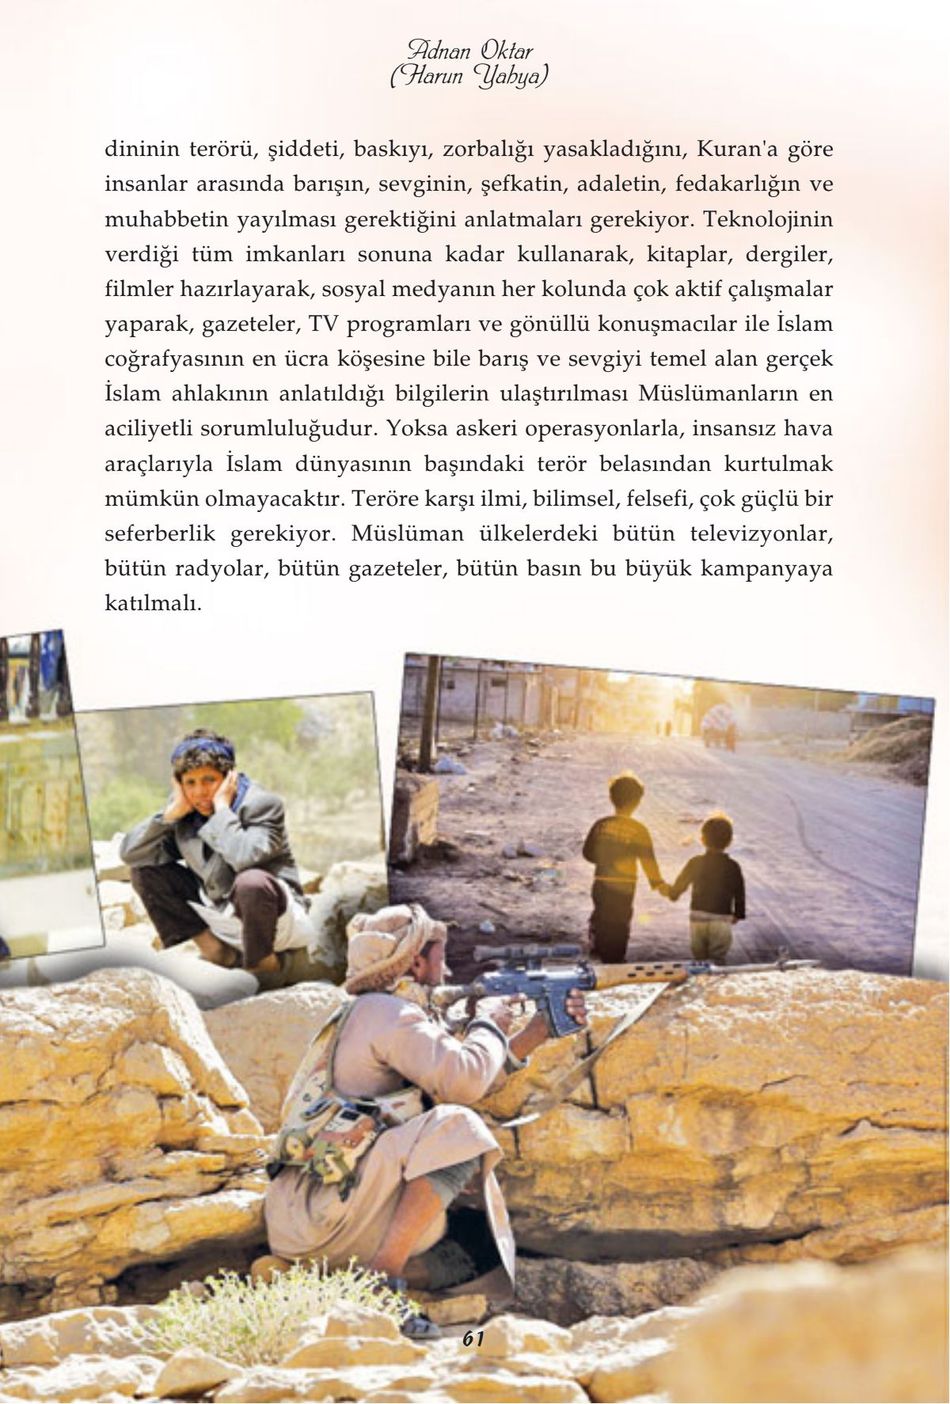 Adnan Oktar
(Harun Yahya)
dininin terörü, şiddeti, baskıyı, zorbalığı yasakladığını, Kuran'a göre
insanlar arasında barışın, sevginin, şefkatin, adaletin, fedakarlığın ve
muhabbetin yayılması gerektiğini anlatmaları gerekiyor. Teknolojinin
verdiği tüm imkanları sonuna kadar kullanarak, kitaplar, dergiler,
filmler hazırlayarak, sosyal medyanın her kolunda çok aktif çalışmalar
yaparak, gazeteler, TV programları ve gönüllü konuşmacılar ile İslam
coğrafyasının en ücra köşesine bile barış ve sevgiyi temel alan gerçek
İslam ahlakının anlatıldığı bilgilerin ulaştırılması Müslümanların en
aciliyetli sorumluluğudur. Yoksa askeri operasyonlarla, insansız hava
araçlarıyla İslam dünyasının başındaki terör belasından kurtulmak
mümkün olmayacaktır. Teröre karşı ilmi, bilimsel, felsefi, çok güçlü bir
seferberlik gerekiyor. Müslüman ülkelerdeki bütün televizyonlar,
bütün radyolar, bütün gazeteler, bütün basın bu büyük kampanyaya
katılmalı.
61